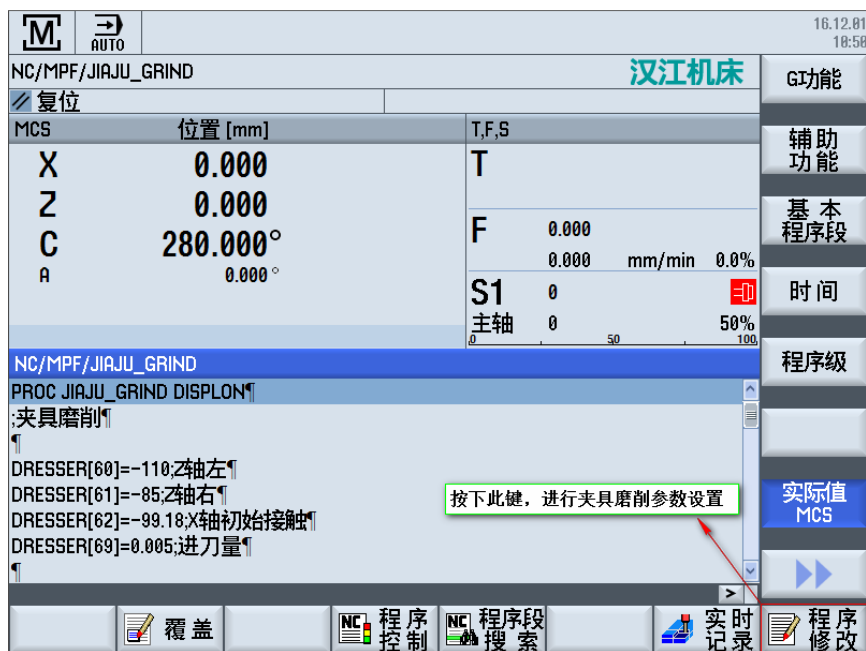 M AUTO 16.12.01
10:50
NC/MPF/JIAJU_GRIND 汉江机床
复位
MCS 位置 [mm] T,F,S
X 0.000 T
Z 0.000
C 280.000° F 0.000
0.000 mm/min 0.0%
A 0.000°
S1 0
主轴 0 50%
0 50 100
NC/MPF/JIAJU_GRIND
PROC JIAJU_GRIND DISPLON¶
;夹具磨削¶
¶
DRESSER[60]=-110;Z轴左¶
DRESSER[61]=-85;Z轴右¶
DRESSER[62]=-99.18;X轴初始接触¶
DRESSER[69]=0.005;进刀量¶
¶
按下此键，进行夹具磨削参数设置
GI功能
辅助
功能
基本
程序段
时间
程序级
实际值
MCS
覆盖
NC 程序
控制
NC 程序段
搜索
实时
记录
程序
修改